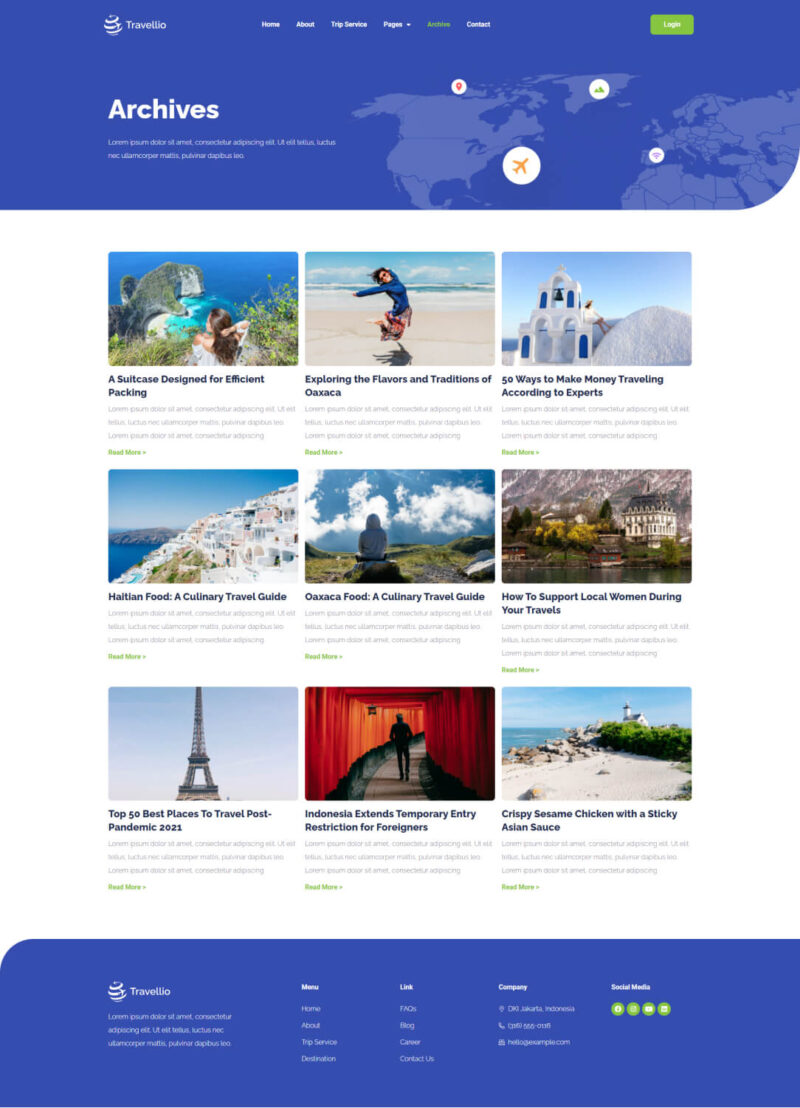 Travellio
Home About Trip Service Pages Archive Contact Login
Archives
Lorem ipsum dolor sit amet, consectetur adipiscing elit. Ut elit tellus, luctus
nec ullamcorper mattis, pulvinar dapibus leo.
A Suitcase Designed for Efficient
Packing
Lorem ipsum dolor sit amet, consectetur adipiscing elit. Ut elit
tellus, luctus nec ullamcorper mattis, pulvinar dapibus leo.
Lorem ipsum dolor sit amet, consectetur adipiscing
Read More >
Exploring the Flavors and Traditions of
Oaxaca
Lorem ipsum dolor sit amet, consectetur adipiscing elit. Ut elit
tellus, luctus nec ullamcorper mattis, pulvinar dapibus leo.
Lorem ipsum dolor sit amet, consectetur adipiscing
Read More >
50 Ways to Make Money Traveling
According to Experts
Lorem ipsum dolor sit amet, consectetur adipiscing elit. Ut elit
tellus, luctus nec ullamcorper mattis, pulvinar dapibus leo.
Lorem ipsum dolor sit amet, consectetur adipiscing
Read More >
Haitian Food: A Culinary Travel Guide
Lorem ipsum dolor sit amet, consectetur adipiscing elit. Ut elit
tellus, luctus nec ullamcorper mattis, pulvinar dapibus leo.
Lorem ipsum dolor sit amet, consectetur adipiscing
Read More >
Oaxaca Food: A Culinary Travel Guide
Lorem ipsum dolor sit amet, consectetur adipiscing elit. Ut elit
tellus, luctus nec ullamcorper mattis, pulvinar dapibus leo.
Lorem ipsum dolor sit amet, consectetur adipiscing
Read More >
How To Support Local Women During
Your Travels
Lorem ipsum dolor sit amet, consectetur adipiscing elit. Ut elit
tellus, luctus nec ullamcorper mattis, pulvinar dapibus leo.
Lorem ipsum dolor sit amet, consectetur adipiscing
Read More >
Top 50 Best Places To Travel Post-
Pandemic 2021
Lorem ipsum dolor sit amet, consectetur adipiscing elit. Ut elit
tellus, luctus nec ullamcorper mattis, pulvinar dapibus leo.
Lorem ipsum dolor sit amet, consectetur adipiscing
Read More >
Indonesia Extends Temporary Entry
Restriction for Foreigners
Lorem ipsum dolor sit amet, consectetur adipiscing elit. Ut elit
tellus, luctus nec ullamcorper mattis, pulvinar dapibus leo.
Lorem ipsum dolor sit amet, consectetur adipiscing
Read More >
Crispy Sesame Chicken with a Sticky
Asian Sauce
Lorem ipsum dolor sit amet, consectetur adipiscing elit. Ut elit
tellus, luctus nec ullamcorper mattis, pulvinar dapibus leo.
Lorem ipsum dolor sit amet, consectetur adipiscing
Read More >
Travellio
Lorem ipsum dolor sit amet, consectetur
adipiscing elit. Ut elit tellus, luctus nec
ullamcorper mattis, pulvinar dapibus leo.
Menu
Home
About
Trip Service
Destination
Link
FAQs
Blog
Career
Contact Us
Company
DKI Jakarta, Indonesia
(316) 555-0116
hello@example.com
Social Media